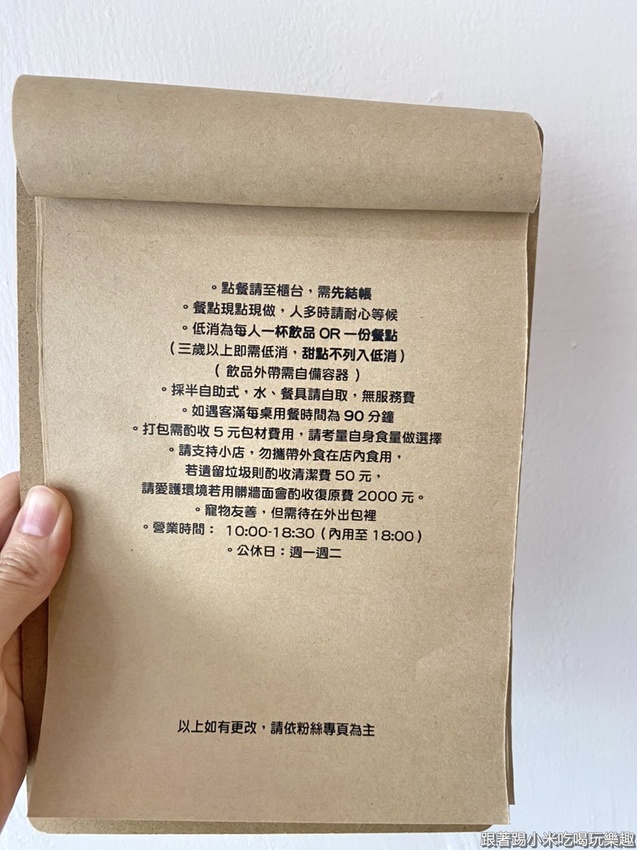 。點餐請至櫃台，需先結帳
。餐點現點現做，人多時請耐心等候
。低消為每人一杯飲品 OR 一份餐點
（三歲以上即需低消，甜點不列入低消）
（ 飲品外帶需自備容器 ）
。採半自助式，水、餐具請自取，無服務費
。如遇客滿每桌用餐時間為 90 分鐘
。打包需酌收 5 元包材費用，請考量自身食量做選擇
。請支持小店，勿攜帶外食在店內食用，
若遺留垃圾則酌收清潔費 50 元，
請愛護環境若用髒牆面會酌收復原費 2000 元。
。寵物友善，但需待在外出包裡
。營業時間： 10:00-18:30（內用至 18:00）
。公休日：週一週二
以上如有更改，請依粉絲專頁為主
跟著踢小米吃喝玩樂趣